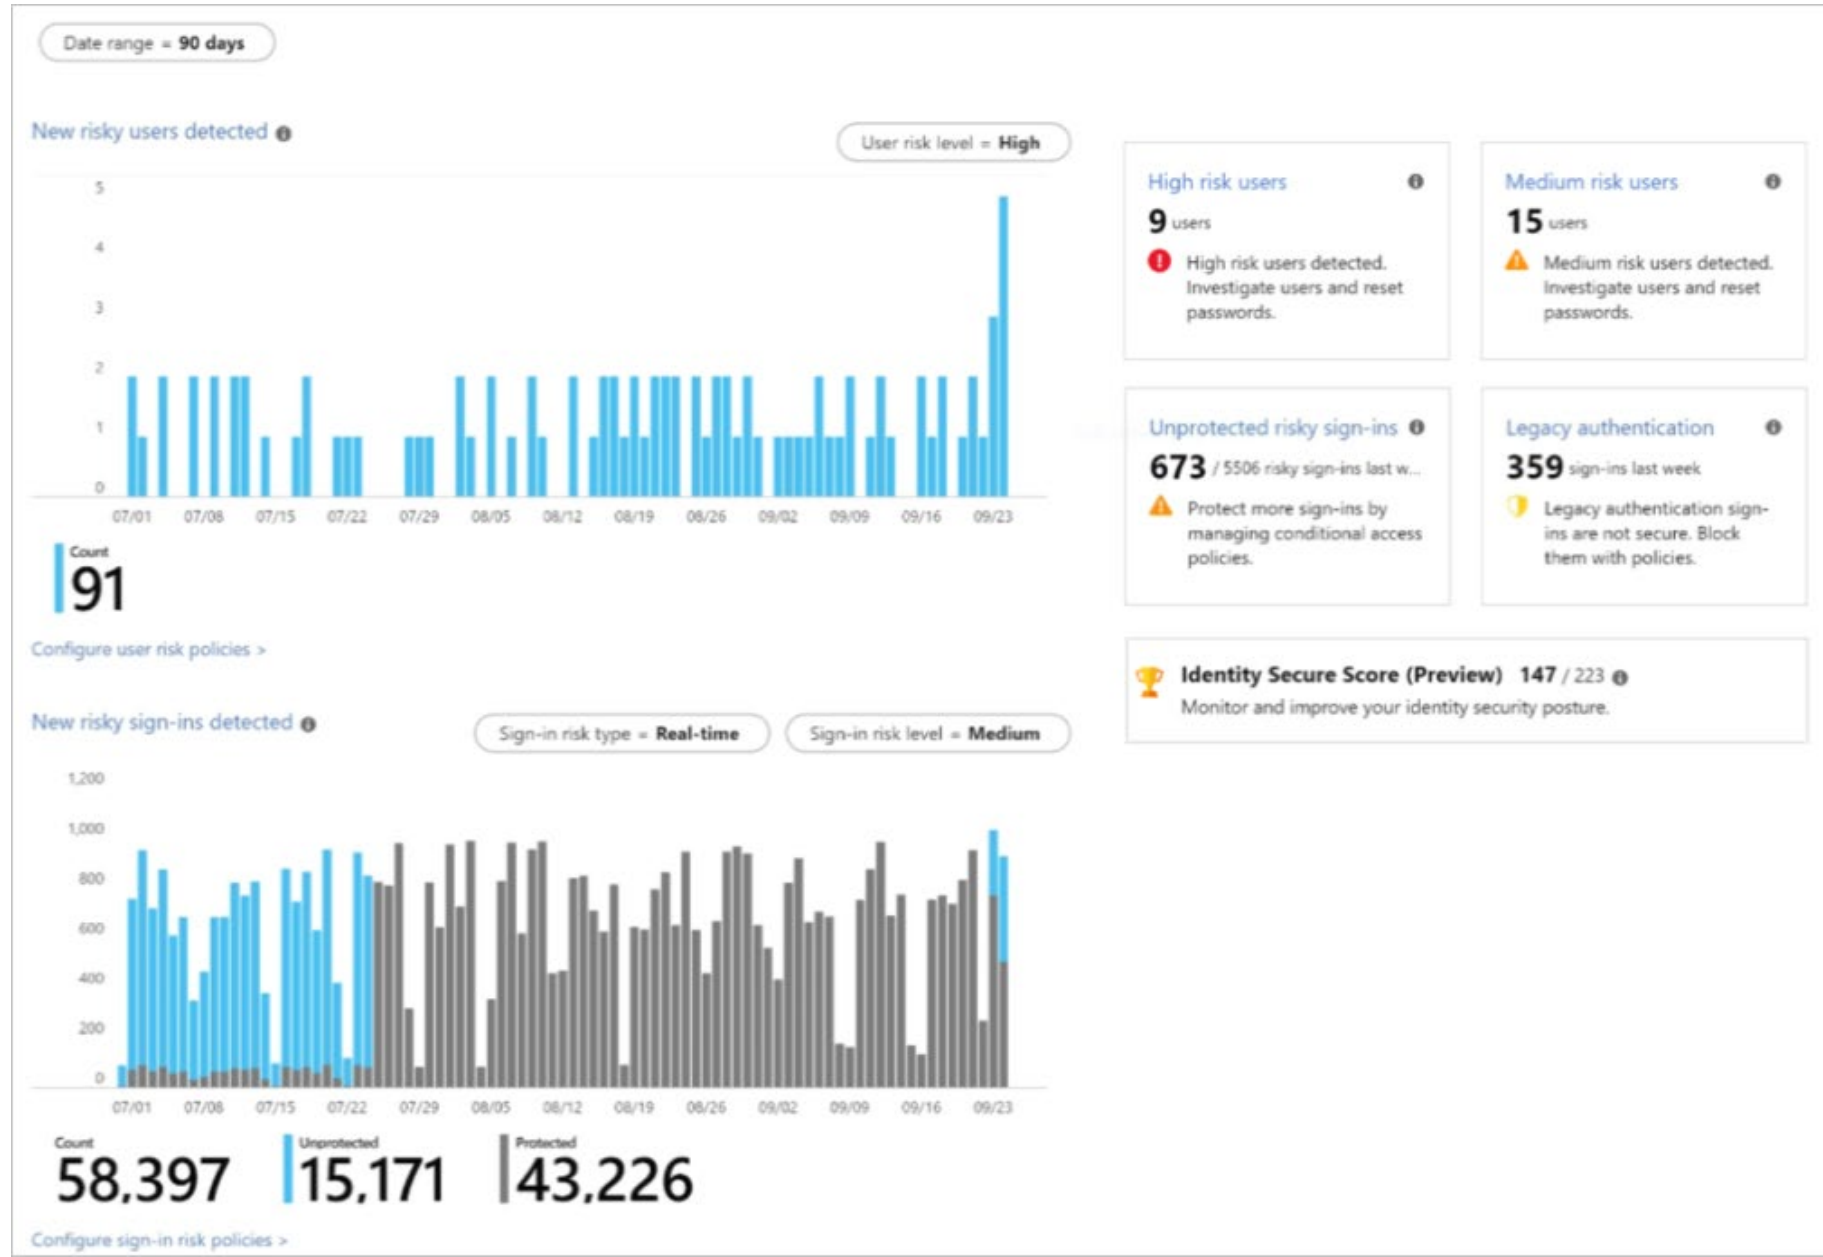 Date range = 90 days
New risky users detected
User risk level = High
5
4
3
2
1
0
07/01 07/08 07/15 07/22 07/29 08/05 08/12 08/19 08/26 09/02 09/09 09/16 09/23
Count
91
Configure user risk policies >
New risky sign-ins detected
Sign-in risk type = Real-time
Sign-in risk level = Medium
1,200
1,000
800
600
400
200
0
07/01 07/08 07/15 07/22 07/29 08/05 08/12 08/19 08/26 09/02 09/09 09/16 09/23
Count
58,397
Unprotected
15,171
Protected
43,226
Configure sign-in risk policies >
High risk users
9 users
High risk users detected.
Investigate users and reset
passwords.
Medium risk users
15 users
Medium risk users detected.
Investigate users and reset
passwords.
Unprotected risky sign-ins
673 / 5506 risky sign-ins last w...
Protect more sign-ins by
managing conditional access
policies.
Legacy authentication
359 sign-ins last week
Legacy authentication sign-
ins are not secure. Block
them with policies.
Identity Secure Score (Preview) 147 / 223
Monitor and improve your identity security posture.